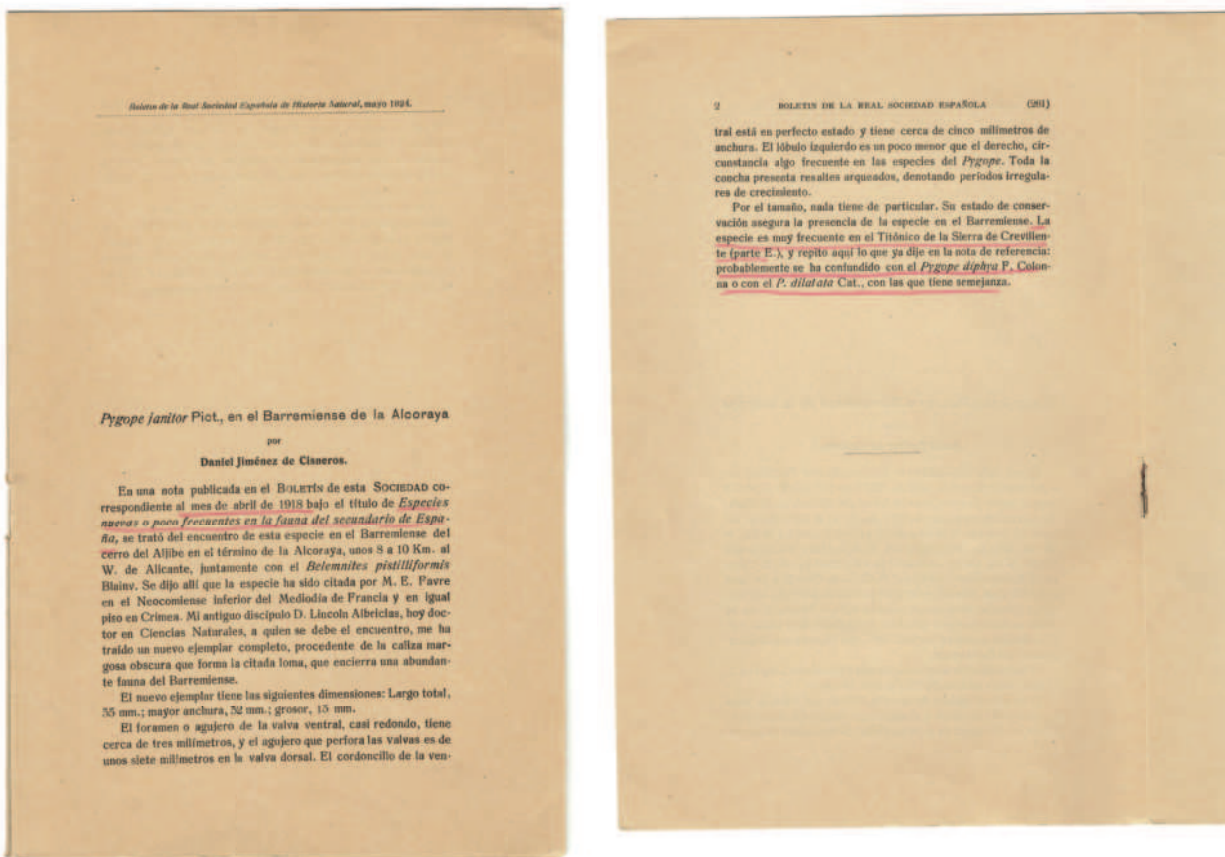 Boletín de la Real Sociedad Española de Historia Natural, mayo 1924.
Pygope janitor Pict., en el Barremiense de la Alcoraya
por
Daniel Jiménez de Cisneros.
En una nota publicada en el BOLETÍN de esta SOCIEDAD co-
rrespondiente al mes de abril de 1918 bajo el título de Especies
nuevas o poco frecuentes en la fauna del secundario de Espa-
ña, se trató del encuentro de esta especie en el Barremiense del
cerro del Aljibe en el término de la Alcoraya, unos 8 a 10 Km. al
W. de Alicante, juntamente con el Belemnites pistilliformis
Blainv. Se dijo allí que la especie ha sido citada por M. E. Favre
en el Neocomiense inferior del Mediodía de Francia y en igual
piso en Crimea. Mi antiguo discípulo D. Lincoln Albricias, hoy doc-
tor en Ciencias Naturales, a quien se debe el encuentro, me ha
traído un nuevo ejemplar completo, procedente de la caliza mar-
gosa obscura que forma la citada loma, que encierra una abundan-
te fauna del Barremiense.
El nuevo ejemplar tiene las siguientes dimensiones: Largo total,
35 mm.; mayor anchura, 32 mm.; grosor, 15 mm.
El foramen o agujero de la valva ventral, casi redondo, tiene
cerca de tres milímetros, y el agujero que perfora las valvas es de
unos siete milímetros en la valva dorsal. El cordoncillo de la ven-
2 BOLETIN DE LA REAL SOCIEDAD ESPAÑOLA (261)
tral está en perfecto estado y tiene cerca de cinco milímetros de
anchura. El lóbulo izquierdo es un poco menor que el derecho, cir-
cunstancia algo frecuente en las especies del Pygope. Toda la
concha presenta resaltes arqueados, denotando períodos irregula-
res de crecimiento.
Por el tamaño, nada tiene de particular. Su estado de conser-
vación asegura la presencia de la especie en el Barremiense. La
especie es muy frecuente en el Titónico de la Sierra de Crevillen-
te (parte E.), y repito aquí lo que ya dije en la nota de referencia:
probablemente se ha confundido con el Pygope diphya F. Colon-
na o con el P. dilatata Cat., con las que tiene semejanza.